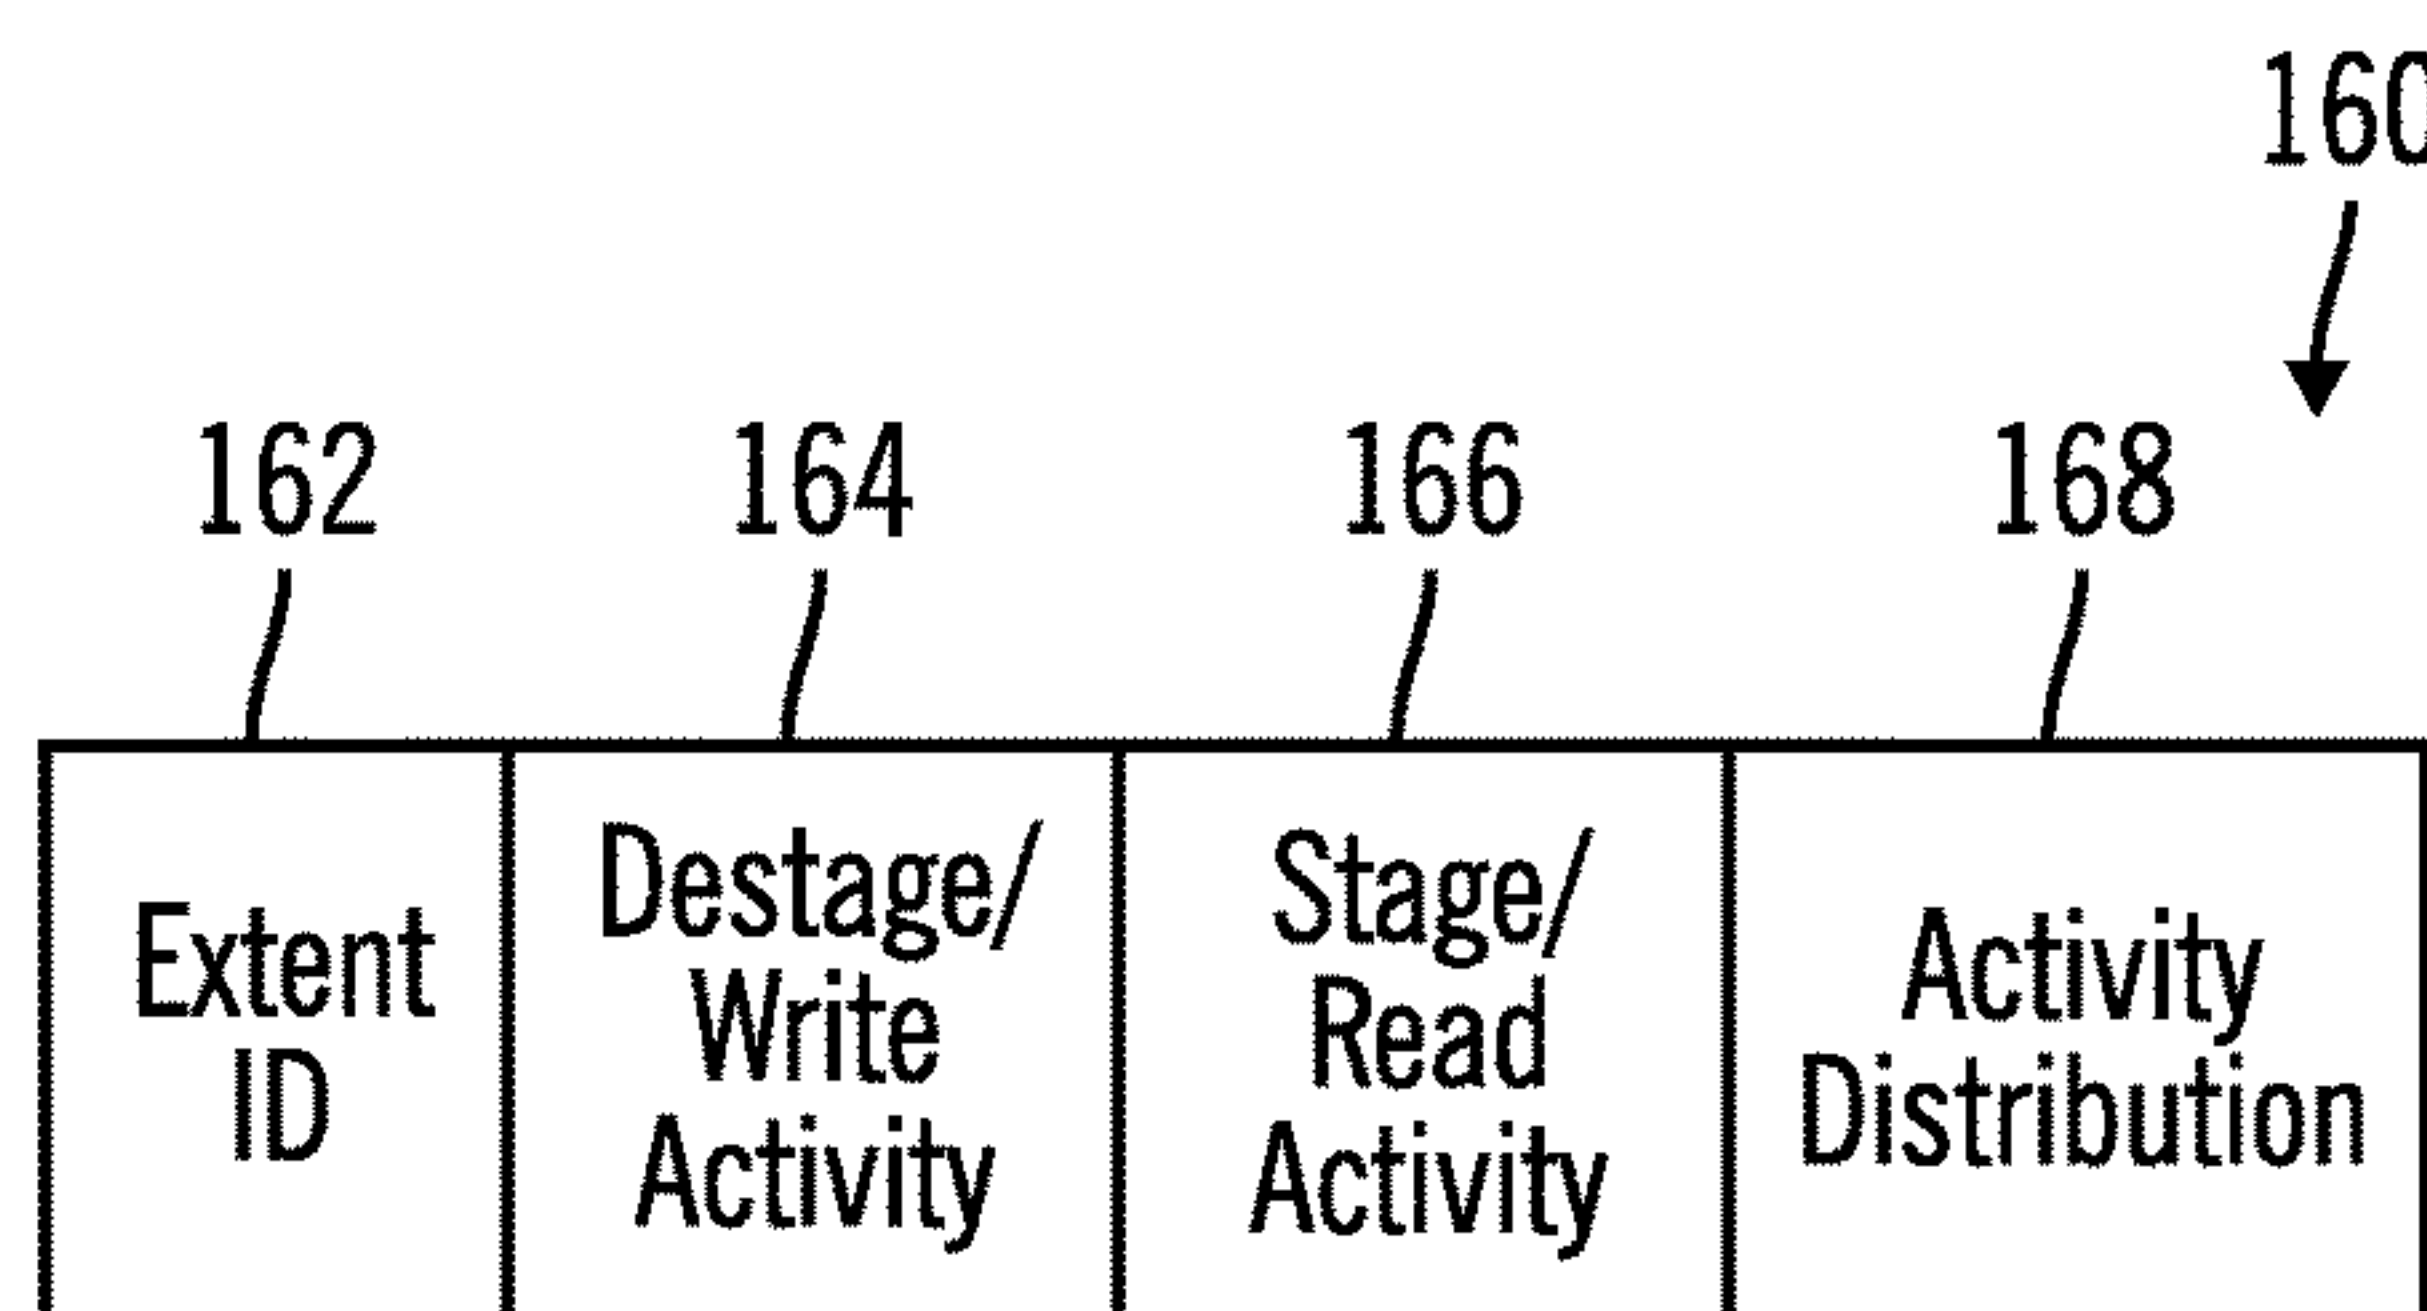 160
162 164 166 168
Extent
ID
Destage/
Write
Activity
Stage/
Read
Activity
Activity
Distribution